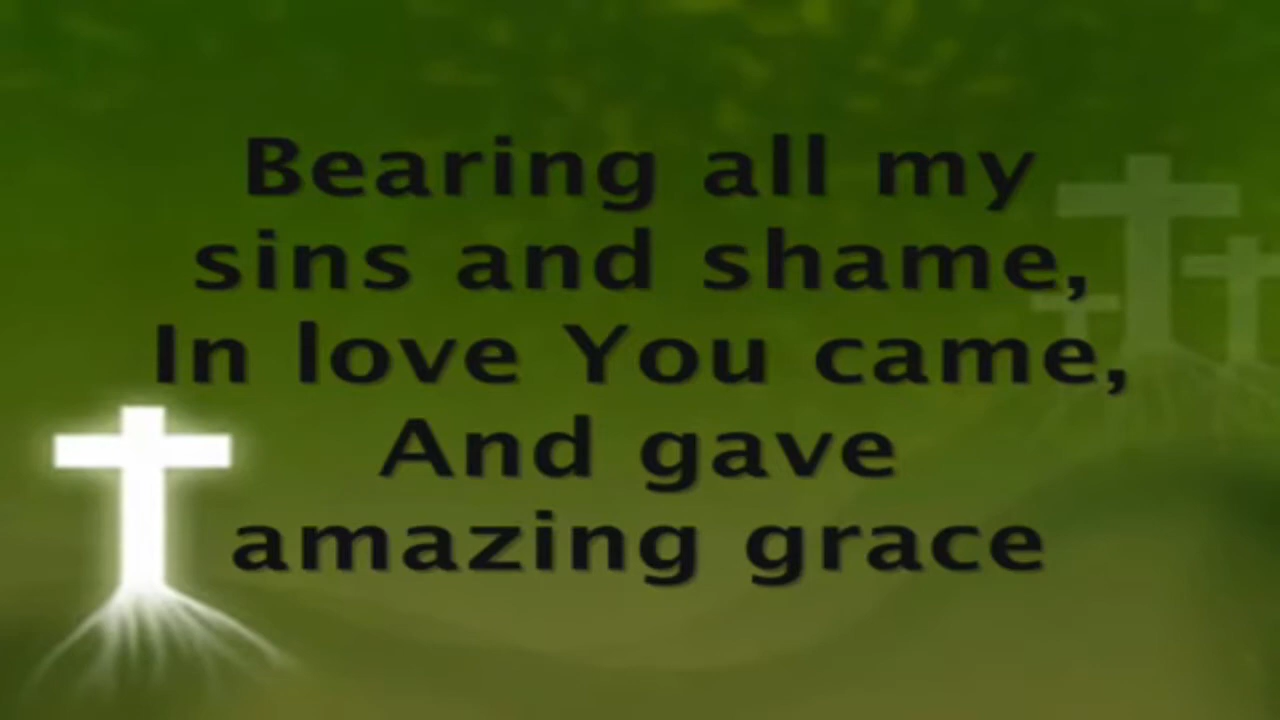 Bearing all my
sins and shame,
In love You came,
And gave
amazing grace